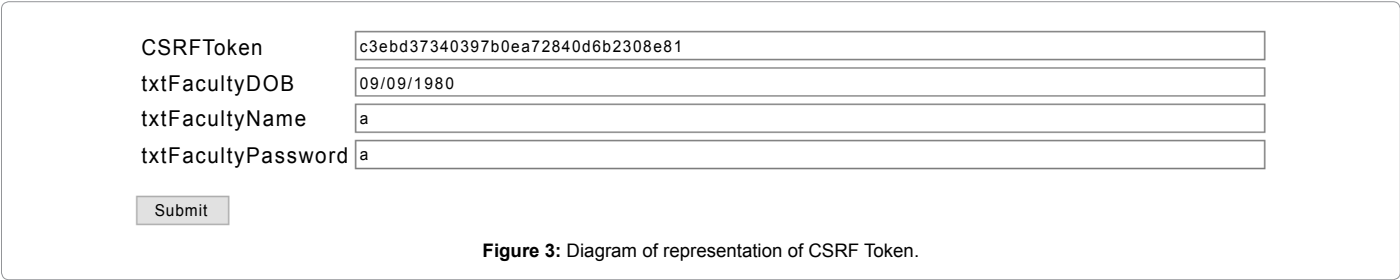 CSRFToken c3ebd37340397b0ea72840d6b2308e81
txtFacultyDOB 09/09/1980
txtFacultyName a
txtFacultyPassword a
Submit
Figure 3: Diagram of representation of CSRF Token.